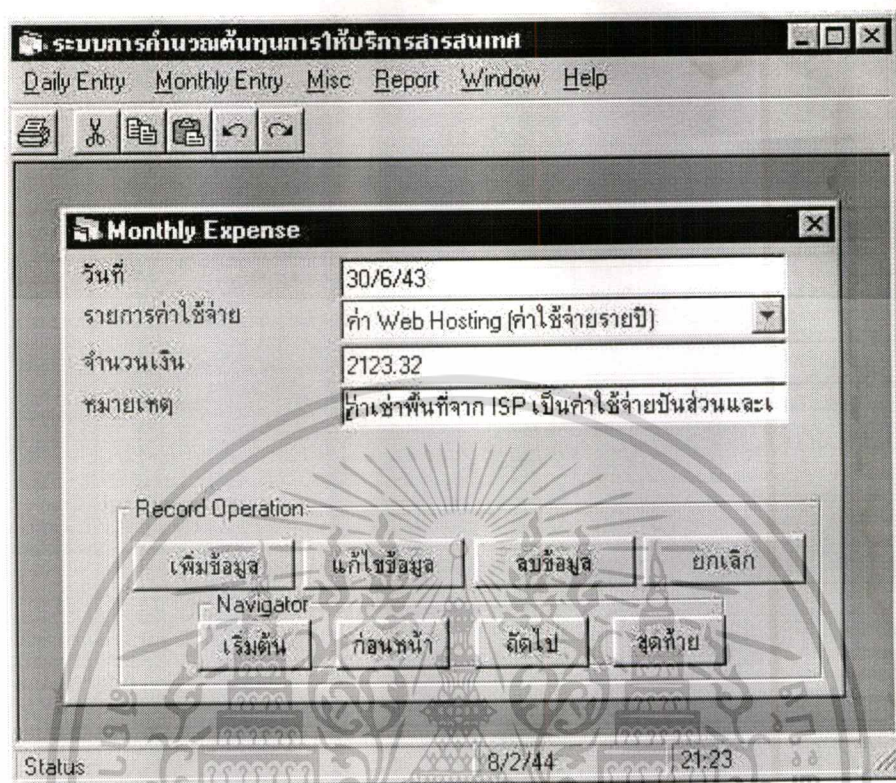 ระบบการคำนวณต้นทุนการให้บริการสารสนเทศ
Daily Entry Monthly Entry Misc Report Window Help
Monthly Expense
วันที่ 30/6/43
รายการค่าใช้จ่าย ค่า Web Hosting (ค่าใช้จ่ายรายปี)
จำนวนเงิน 2123.32
หมายเหตุ ค่าเช่าพื้นที่จาก ISP เป็นค่าใช้จ่ายปันส่วนและเ
Record Operation
เพิ่มข้อมูล แก้ไขข้อมูล ลบข้อมูล ยกเลิก
Navigator
เริ่มต้น ก่อนหน้า ถัดไป สุดท้าย
Status 8/2/44 21:23